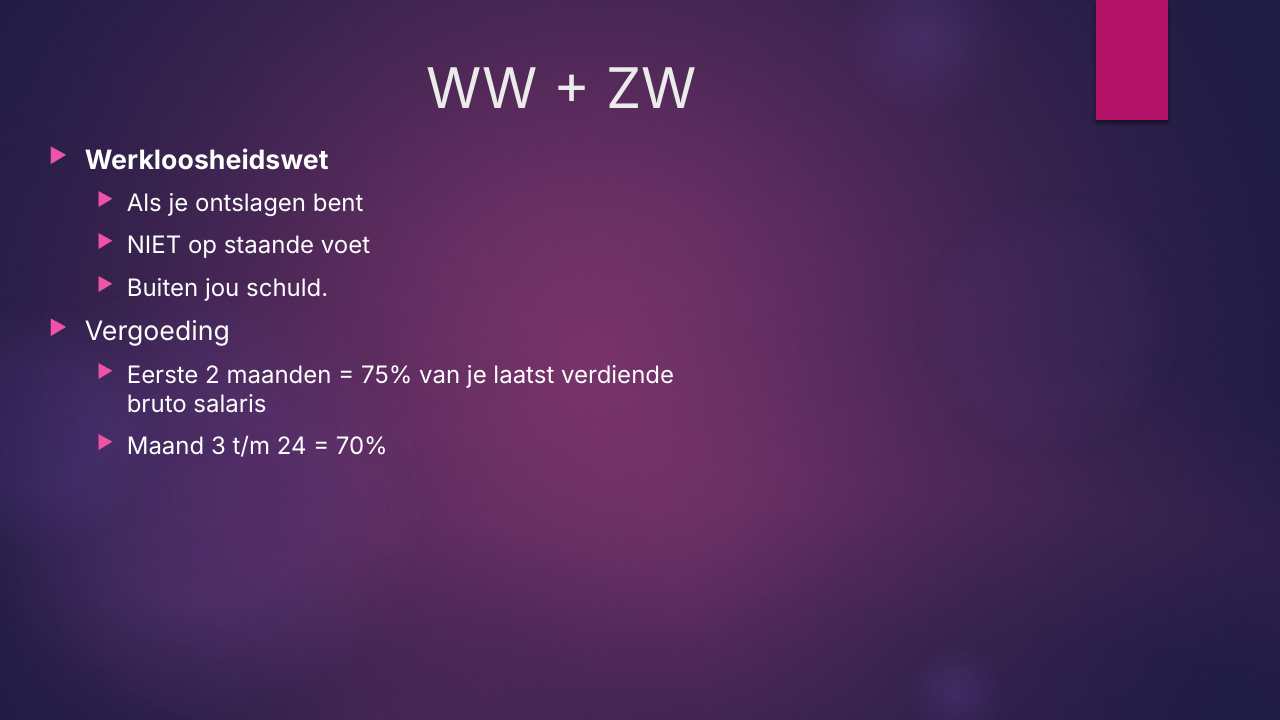 WW + ZW
Werkloosheidswet
Als je ontslagen bent
NIET op staande voet
Buiten jou schuld.
Vergoeding
Eerste 2 maanden = 75% van je laatst verdiende
bruto salaris
Maand 3 t/m 24 = 70%